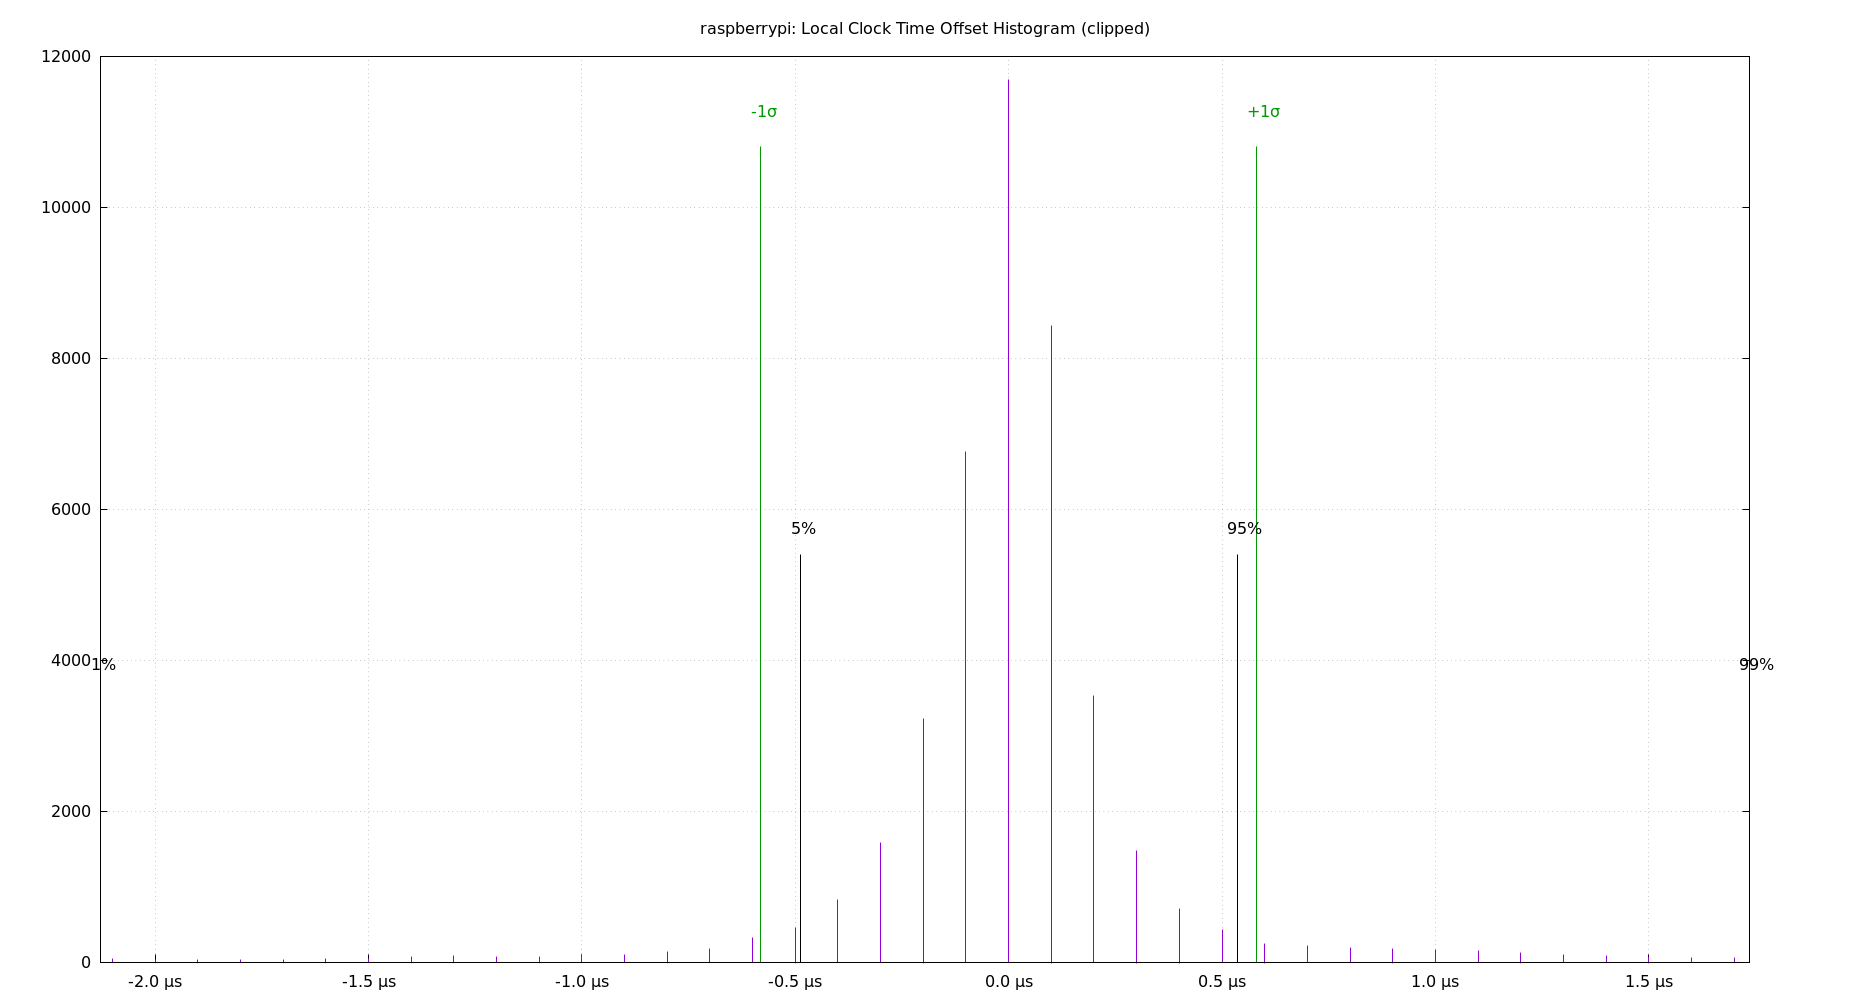 raspberrypi: Local Clock Time Offset Histogram (clipped)
12000
-1σ
+1σ
10000
8000
6000
5%
95%
4000
1%
99%
2000
0
-2.0 µs
-1.5 µs
-1.0 µs
-0.5 µs
0.0 µs
0.5 µs
1.0 µs
1.5 µs